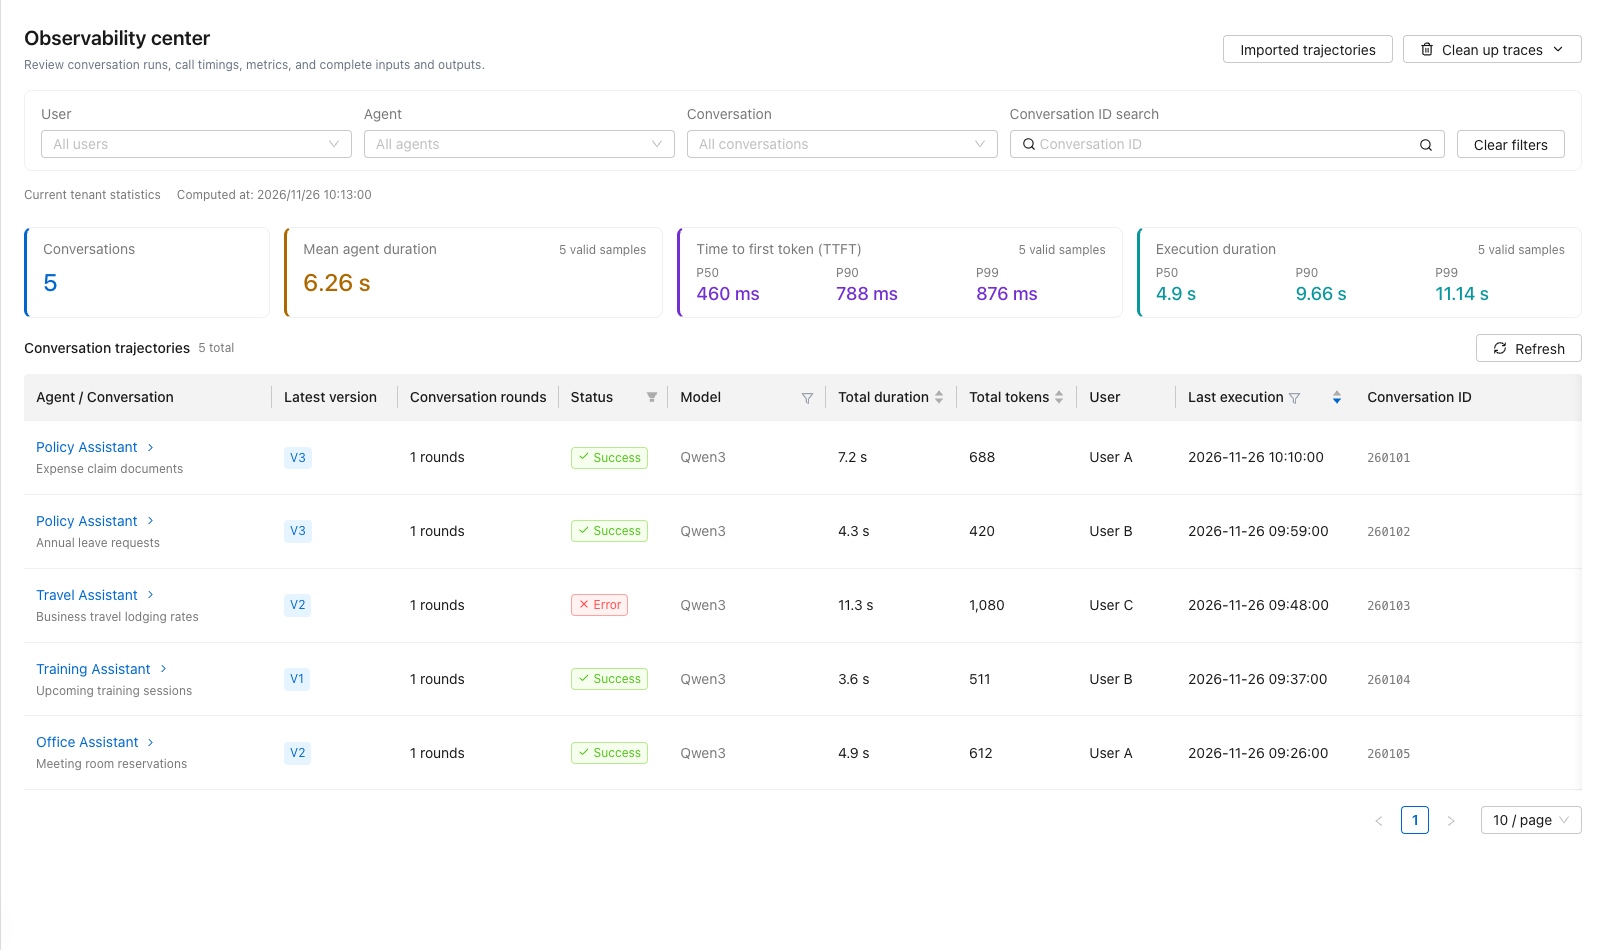 Observability center
Review conversation runs, call timings, metrics, and complete inputs and outputs.
Imported trajectories
Clean up traces
User
Agent
Conversation
Conversation ID search
All users
All agents
All conversations
Conversation ID
Clear filters
Current tenant statistics Computed at: 2026/11/26 10:13:00
Conversations
5
Mean agent duration 5 valid samples
6.26 s
Time to first token (TTFT) 5 valid samples
P50 P90 P99
460 ms 788 ms 876 ms
Execution duration 5 valid samples
P50 P90 P99
4.9 s 9.66 s 11.14 s
Conversation trajectories 5 total
Refresh
Agent / Conversation Latest version Conversation rounds Status Model Total duration Total tokens User Last execution Conversation ID
Policy Assistant
Expense claim documents
V3 1 rounds Success Qwen3 7.2 s 688 User A 2026-11-26 10:10:00 260101
Policy Assistant
Annual leave requests
V3 1 rounds Success Qwen3 4.3 s 420 User B 2026-11-26 09:59:00 260102
Travel Assistant
Business travel lodging rates
V2 1 rounds Error Qwen3 11.3 s 1,080 User C 2026-11-26 09:48:00 260103
Training Assistant
Upcoming training sessions
V1 1 rounds Success Qwen3 3.6 s 511 User B 2026-11-26 09:37:00 260104
Office Assistant
Meeting room reservations
V2 1 rounds Success Qwen3 4.9 s 612 User A 2026-11-26 09:26:00 260105
< 1 > 10 / page